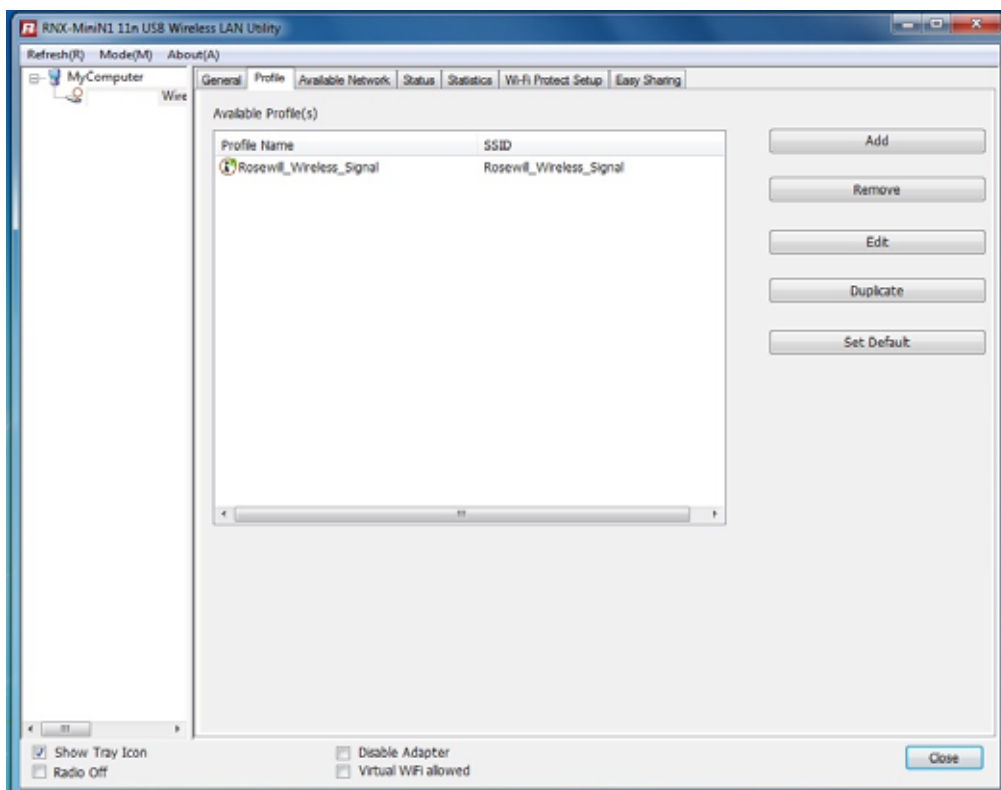 RNX-MiniN1 11n USB Wireless LAN Utility
Refresh(R) Mode(M) About(A)
MyComputer
Wire
General Profile Available Network Status Statistics Wi-Fi Protect Setup Easy Sharing
Available Profile(s)
Profile Name SSID
Rosewill_Wireless_Signal Rosewill_Wireless_Signal
Add
Remove
Edit
Duplicate
Set Default
Show Tray Icon
Radio Off
Disable Adapter
Virtual WiFi allowed
Close